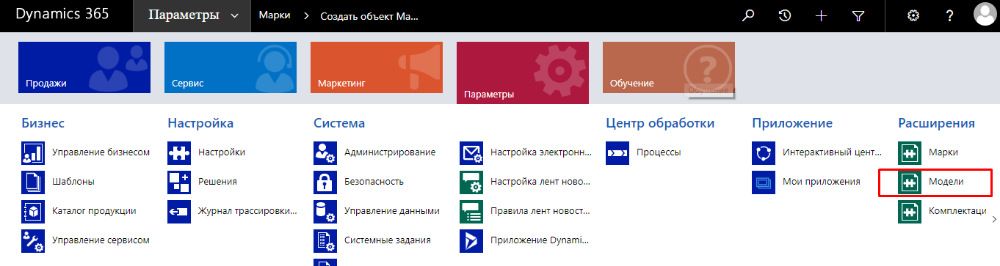 Dynamics 365 Параметры Марки Создать объект Ма...
Продажи Сервис Маркетинг Параметры Обучение
Обучение
Бизнес Настройка Система Центр обработки Приложение Расширения
Управление бизнесом Настройки Администрирование Настройка электронн... Процессы Интерактивный цент... Марки
Шаблоны Решения Безопасность Настройка лент ново... Мои приложения Модели
Каталог продукции Журнал трассировки... Управление данными Правила лент новост... Комплектаци
Управление сервисом Системные задания Приложение Dynami...